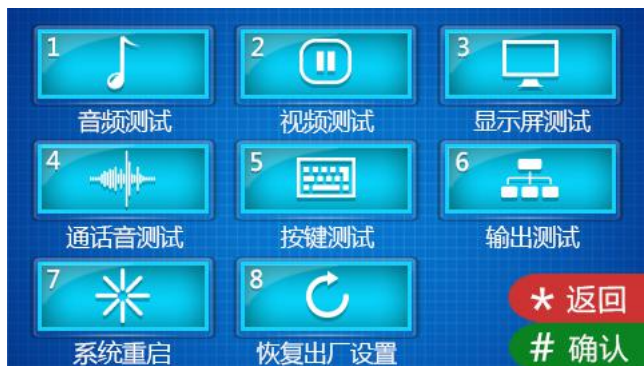 1
2
3
音频测试
视频测试
显示屏测试
4
5
6
通话音测试
按键测试
输出测试
7
8
* 返回
系统重启
恢复出厂设置
# 确认